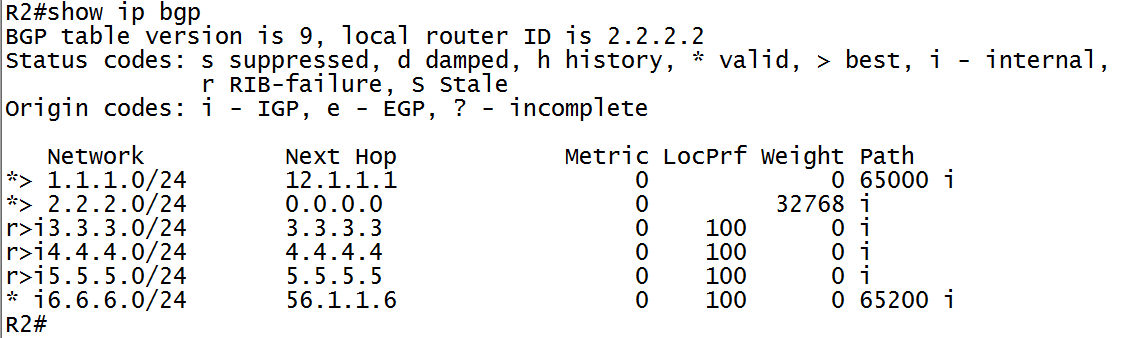 R2#show ip bgp
BGP table version is 9, local router ID is 2.2.2.2
Status codes: s suppressed, d damped, h history, * valid, > best, i - internal,
              r RIB-failure, S Stale
Origin codes: i - IGP, e - EGP, ? - incomplete

   Network          Next Hop            Metric LocPrf Weight Path
*> 1.1.1.0/24       12.1.1.1                 0             0 65000 i
*> 2.2.2.0/24       0.0.0.0                  0         32768 i
r>i3.3.3.0/24       3.3.3.3                  0    100      0 i
r>i4.4.4.0/24       4.4.4.4                  0    100      0 i
r>i5.5.5.0/24       5.5.5.5                  0    100      0 i
* i6.6.6.0/24       56.1.1.6                 0    100      0 65200 i
R2#